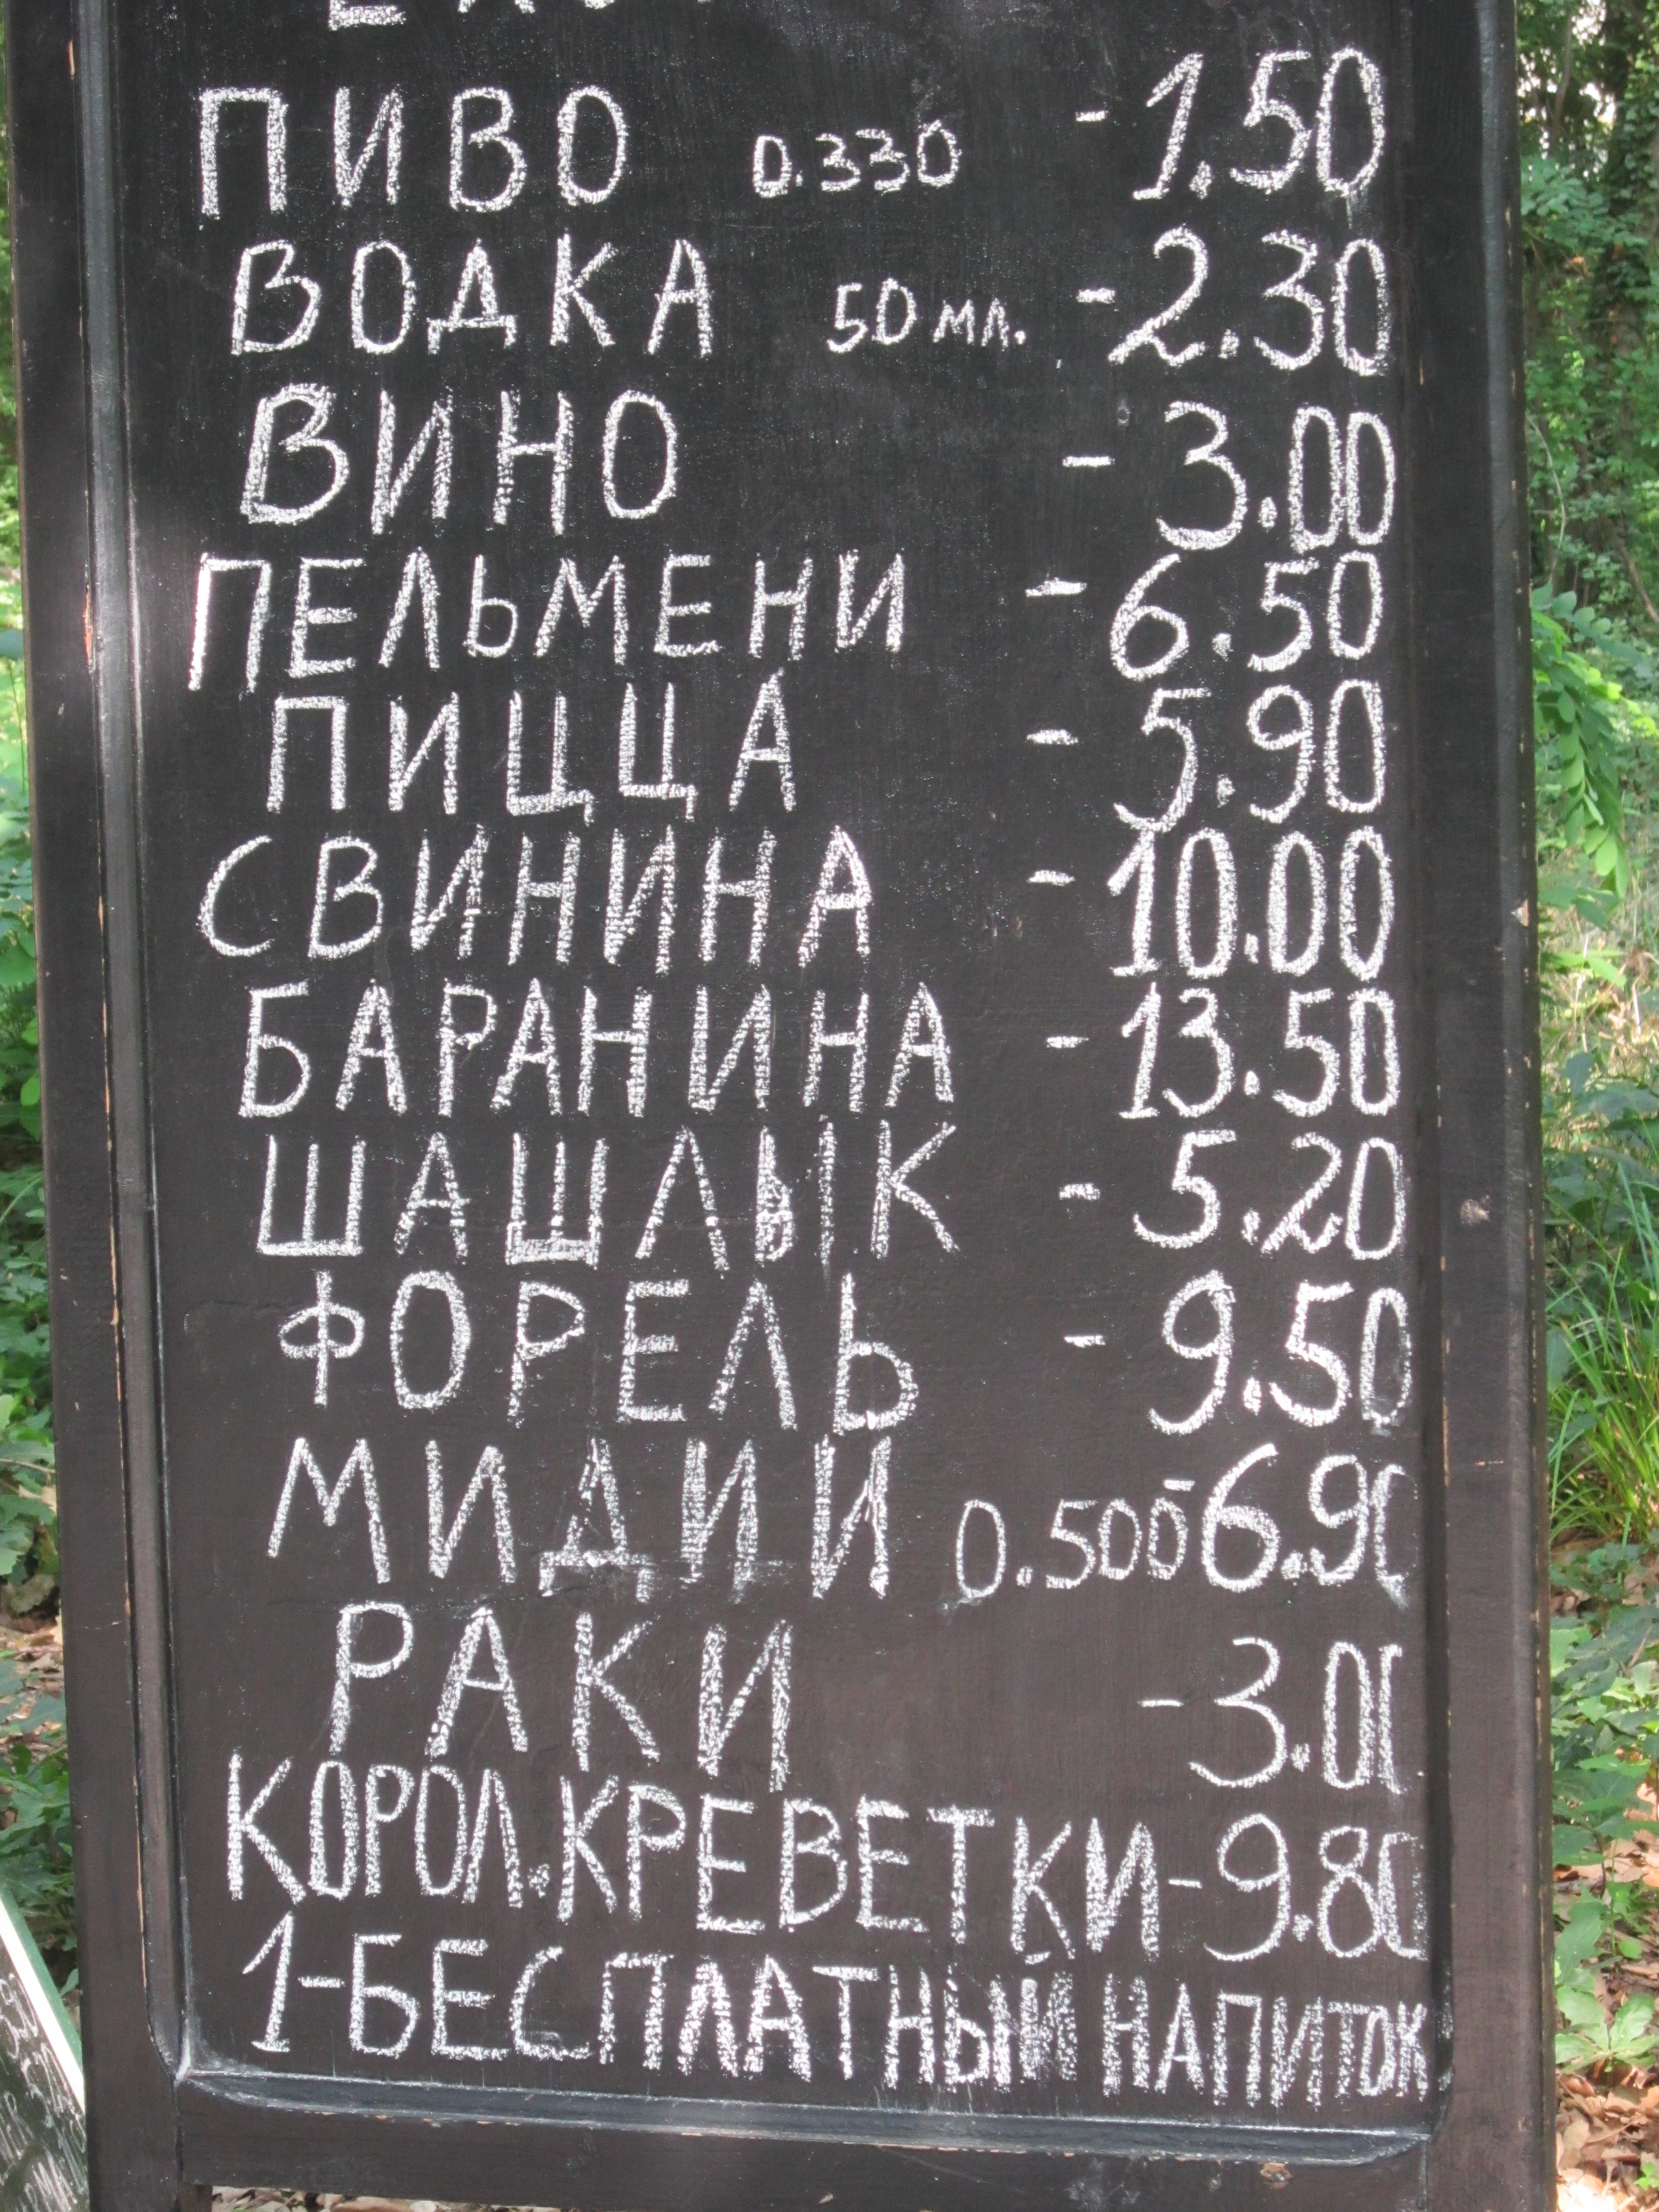 ПИВО 0.330 - 1.50
ВОДКА 50 мл. - 2.30
ВИНО - 3.00
ПЕЛЬМЕНИ - 6.50
ПИЦЦА - 5.90
СВИНИНА - 10.00
БАРАНИНА - 13.50
ШАШЛЫК - 5.20
ФОРЕЛЬ - 9.50
МИДИИ 0.500 - 6.90
РАКИ - 3.00
КОРОЛ. КРЕВЕТКИ - 9.80
1-БЕСПЛАТНЫЙ НАПИТОК